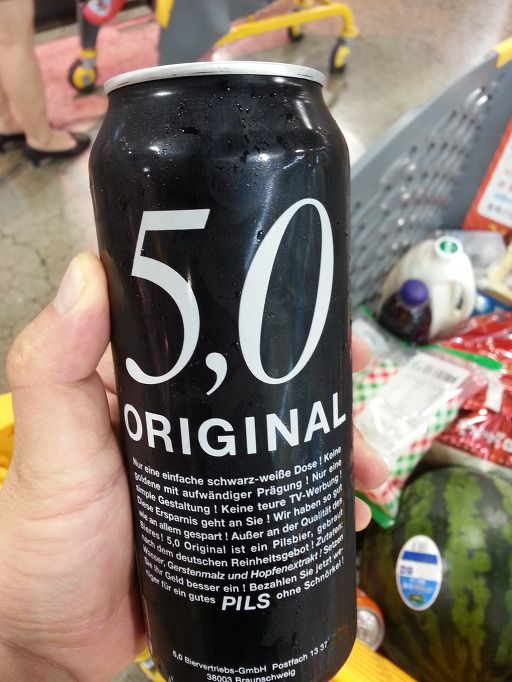 5,0
ORIGINAL
Nur eine einfache schwarz-weiße Dose ! Keine
goldene mit aufwändiger Prägung ! Nur eine
simple Gestaltung ! Keine teure TV-Werbung !
Diese Ersparnis geht an Sie ! Wir haben so gut
wie an allem gespart ! Außer an der Qualität des
Bieres! 5,0 Original ist ein Pilsbier, gebraut
nach dem deutschen Reinheitsgebot ! Zutaten:
Wasser, Gerstenmalz und Hopfenextrakt ! Setzen
Sie Ihr Geld besser ein ! Bezahlen Sie jetzt we-
niger für ein gutes PILS ohne Schnörkel !
5,0 Biervertriebs-GmbH Postfach 13 37
38003 Braunschweig